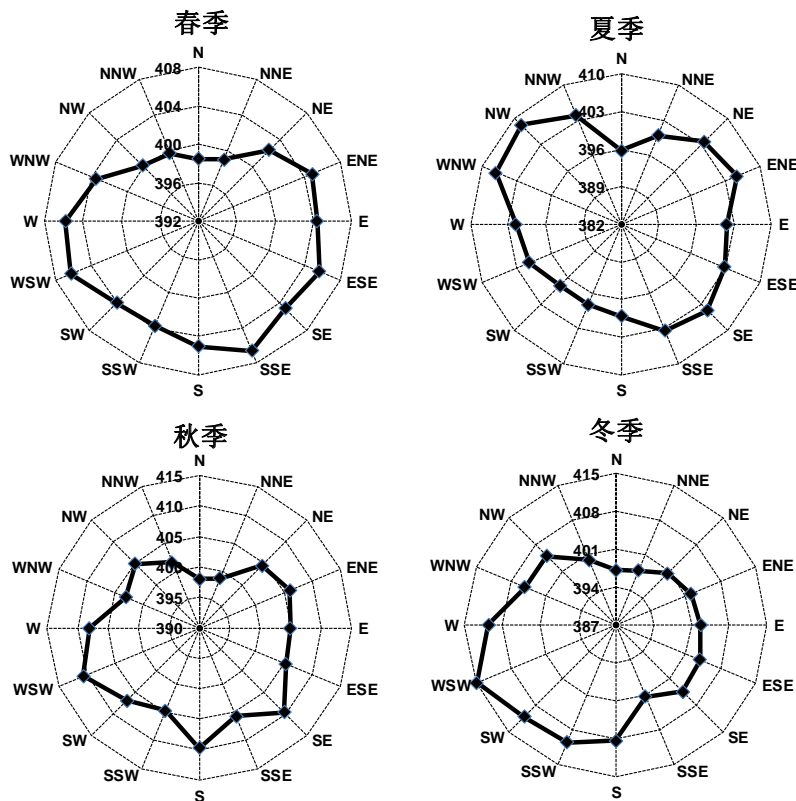 春季
N
408
NNW
NNE
404
NW
NE
400
WNW
ENE
396
W
392
E
WSW
ESE
SW
SE
SSW
SSE
S
夏季
N
410
NNW
NNE
403
NW
NE
396
WNW
ENE
389
W
382
E
WSW
ESE
SW
SE
SSW
SSE
S
秋季
N
415
NNW
NNE
410
NW
NE
405
WNW
400
ENE
395
W
390
E
WSW
ESE
SW
SE
SSW
SSE
S
冬季
N
415
NNW
NNE
408
NW
NE
401
WNW
ENE
394
W
387
E
WSW
ESE
SW
SE
SSW
SSE
S